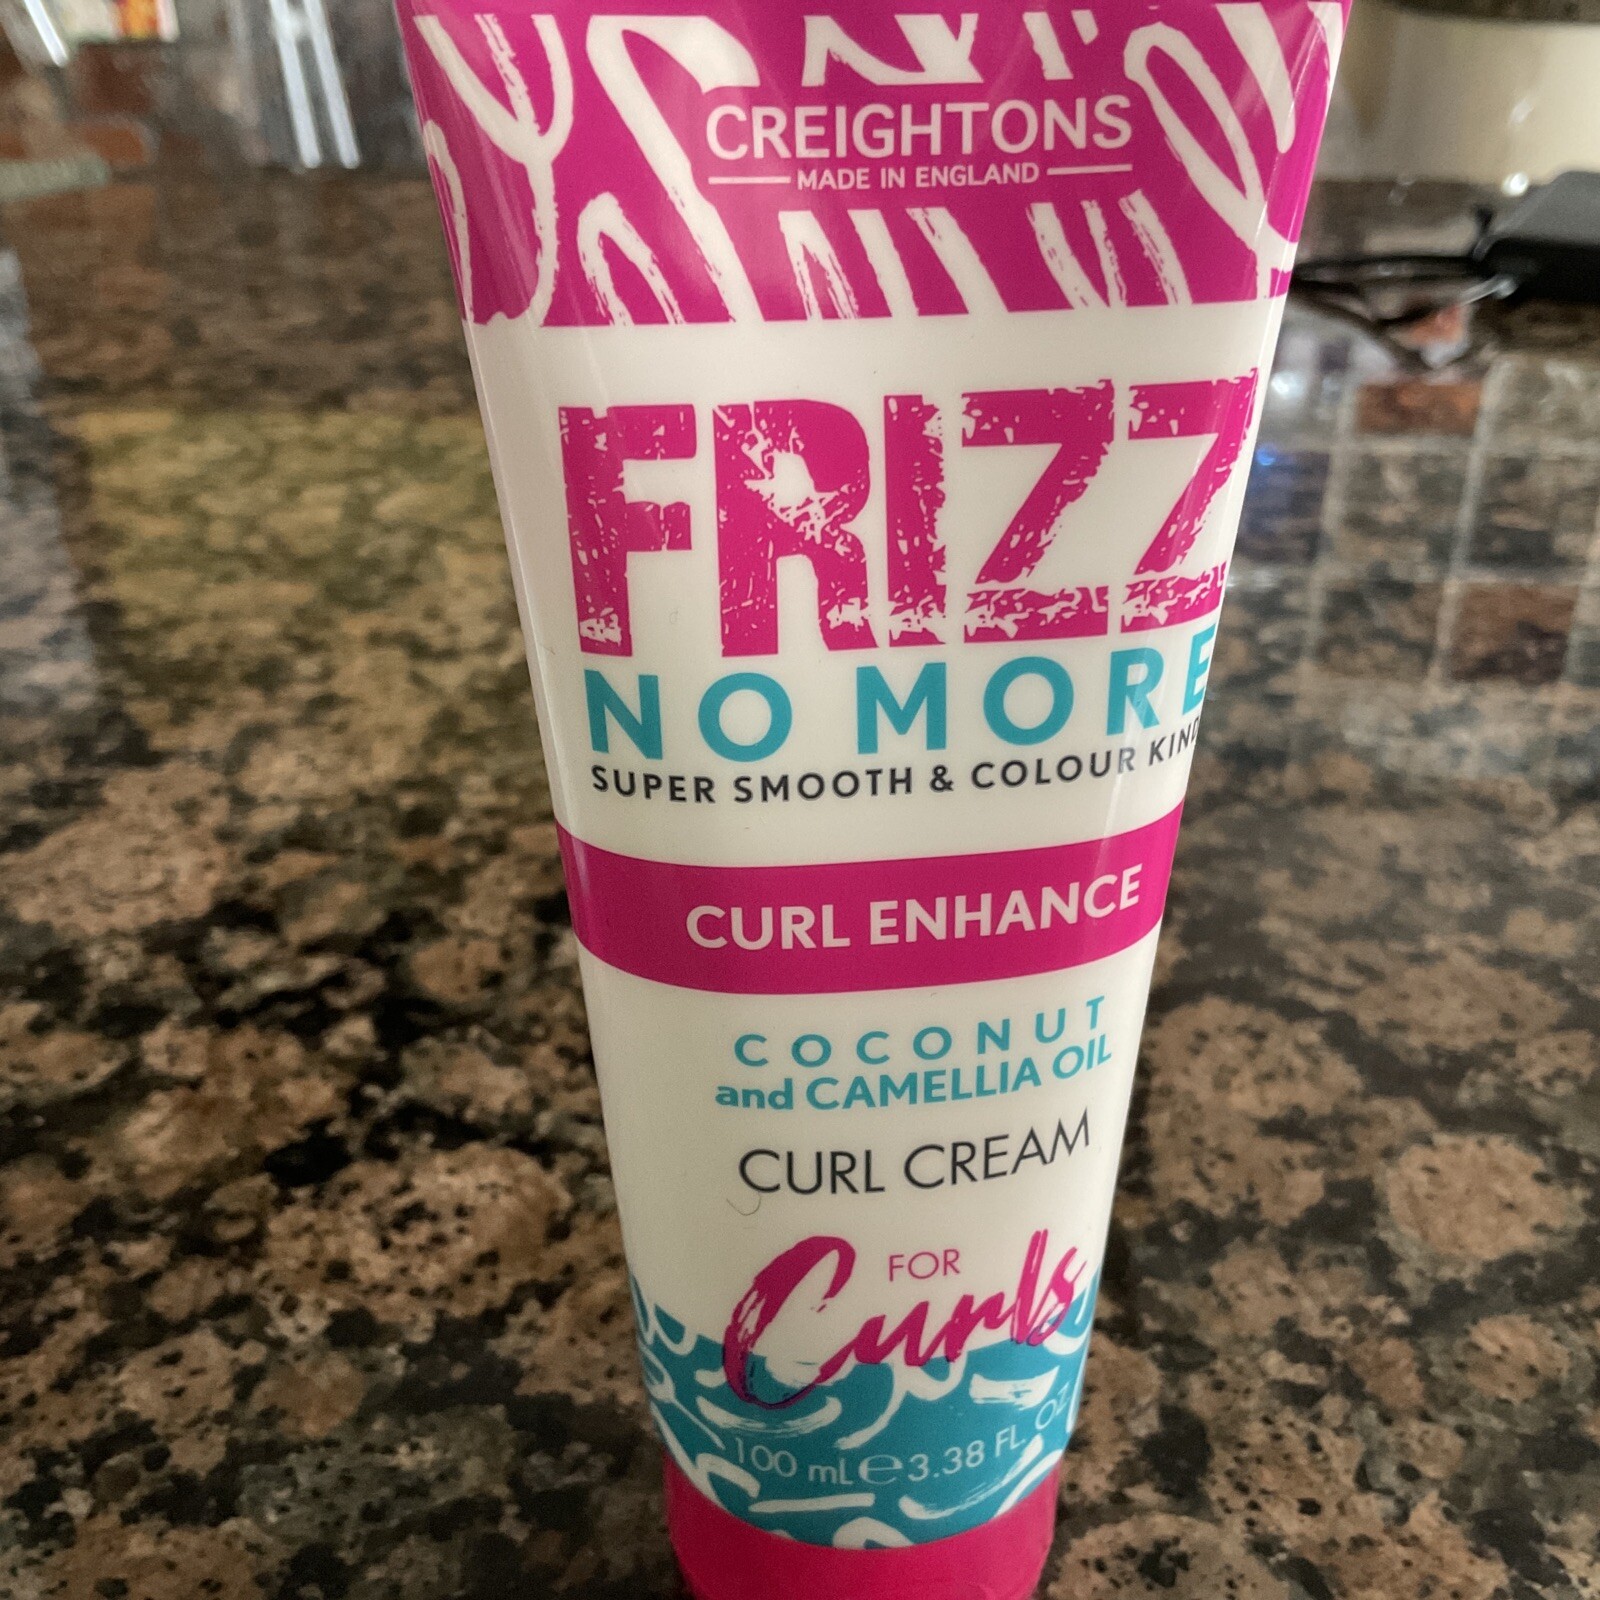 CREIGHTONS
MADE IN ENGLAND
FRIZZ
NO MORE
SUPER SMOOTH & COLOUR KIND
CURL ENHANCE
COCONUT
and CAMELLIA OIL
CURL CREAM
FOR
Curls
100 mL e 3.38 FL. OZ.